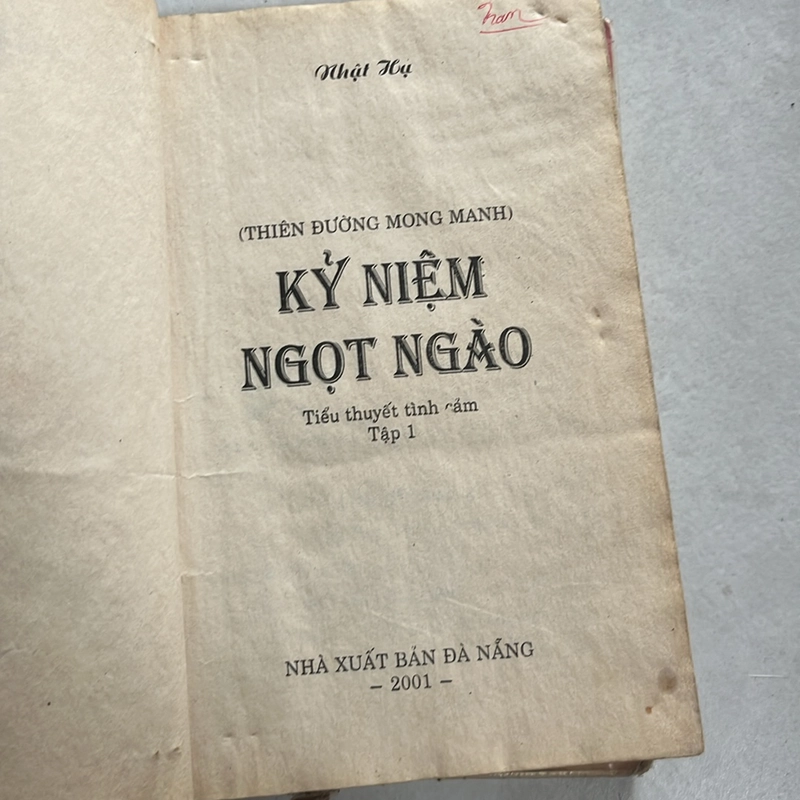 Nam
Nhật Hạ
(THIÊN ĐƯỜNG MONG MANH)
KỶ NIỆM
NGỌT NGÀO
Tiểu thuyết tình cảm
Tập 1
NHÀ XUẤT BẢN ĐÀ NẴNG
– 2001 –